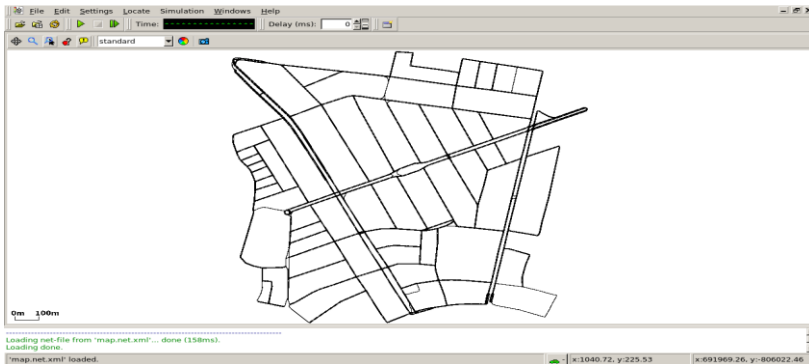 File Edit Settings Locate Simulation Windows Help
Time: Delay (ms): 0
standard
0m 100m
Loading net-file from 'map.net.xml'... done (158ms).
Loading done.
'map.net.xml' loaded. x:1040.72, y:225.53 x:691969.26, y:-806022.46